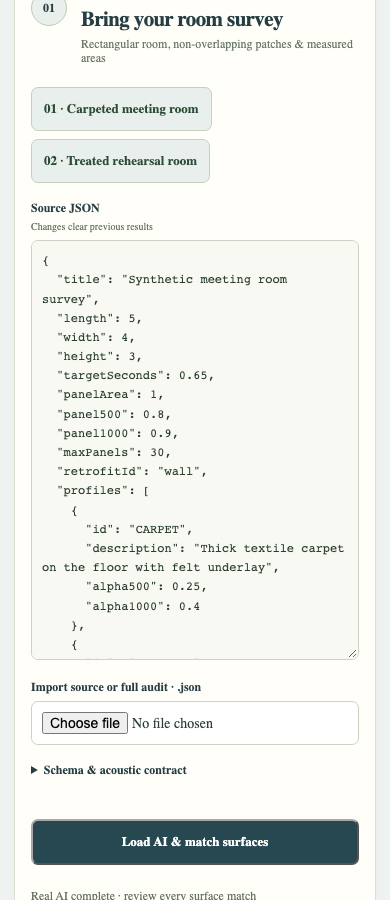 01
Bring your room survey
Rectangular room, non-overlapping patches & measured
areas
01 · Carpeted meeting room
02 · Treated rehearsal room
Source JSON
Changes clear previous results
{
  "title": "Synthetic meeting room
survey",
  "length": 5,
  "width": 4,
  "height": 3,
  "targetSeconds": 0.65,
  "panelArea": 1,
  "panel500": 0.8,
  "panel1000": 0.9,
  "maxPanels": 30,
  "retrofitId": "wall",
  "profiles": [
    {
      "id": "CARPET",
      "description": "Thick textile carpet
on the floor with felt underlay",
      "alpha500": 0.25,
      "alpha1000": 0.4
    },
    {
Import source or full audit · .json
Choose file No file chosen
Schema & acoustic contract
Load AI & match surfaces
Real AI complete · review every surface match